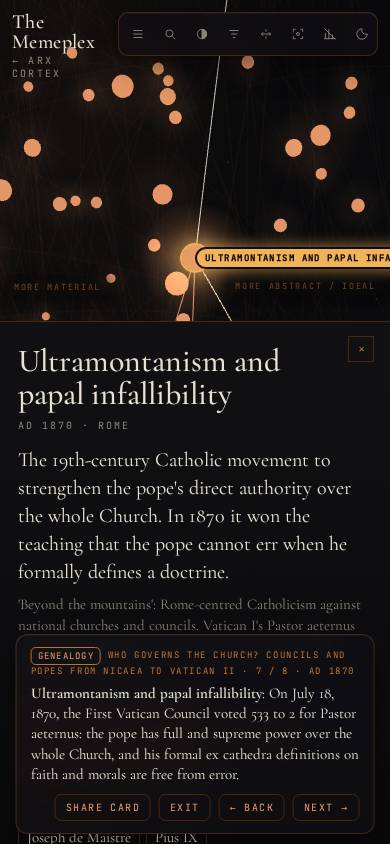 The
Memeplex
← ARX
CORTEX
ULTRAMONTANISM AND PAPAL INFA
MORE MATERIAL
MORE ABSTRACT / IDEAL
Ultramontanism and
papal infallibility
×
AD 1870 · ROME
The 19th-century Catholic movement to
strengthen the pope's direct authority over
the whole Church. In 1870 it won the
teaching that the pope cannot err when he
formally defines a doctrine.
'Beyond the mountains': Rome-centred Catholicism against
national churches and councils. Vatican I's Pastor aeternus
GENEALOGY WHO GOVERNS THE CHURCH? COUNCILS AND
POPES FROM NICAEA TO VATICAN II · 7 / 8 · AD 1870
Ultramontanism and papal infallibility: On July 18,
1870, the First Vatican Council voted 533 to 2 for Pastor
aeternus: the pope has full and supreme power over the
whole Church, and his formal ex cathedra definitions on
faith and morals are free from error.
SHARE CARD EXIT ← BACK NEXT →
Joseph de Maistre Pius IX